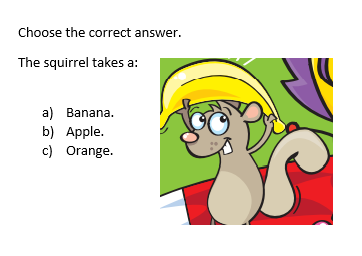 Choose the correct answer.
The squirrel takes a:
a) Banana.
b) Apple.
c) Orange.